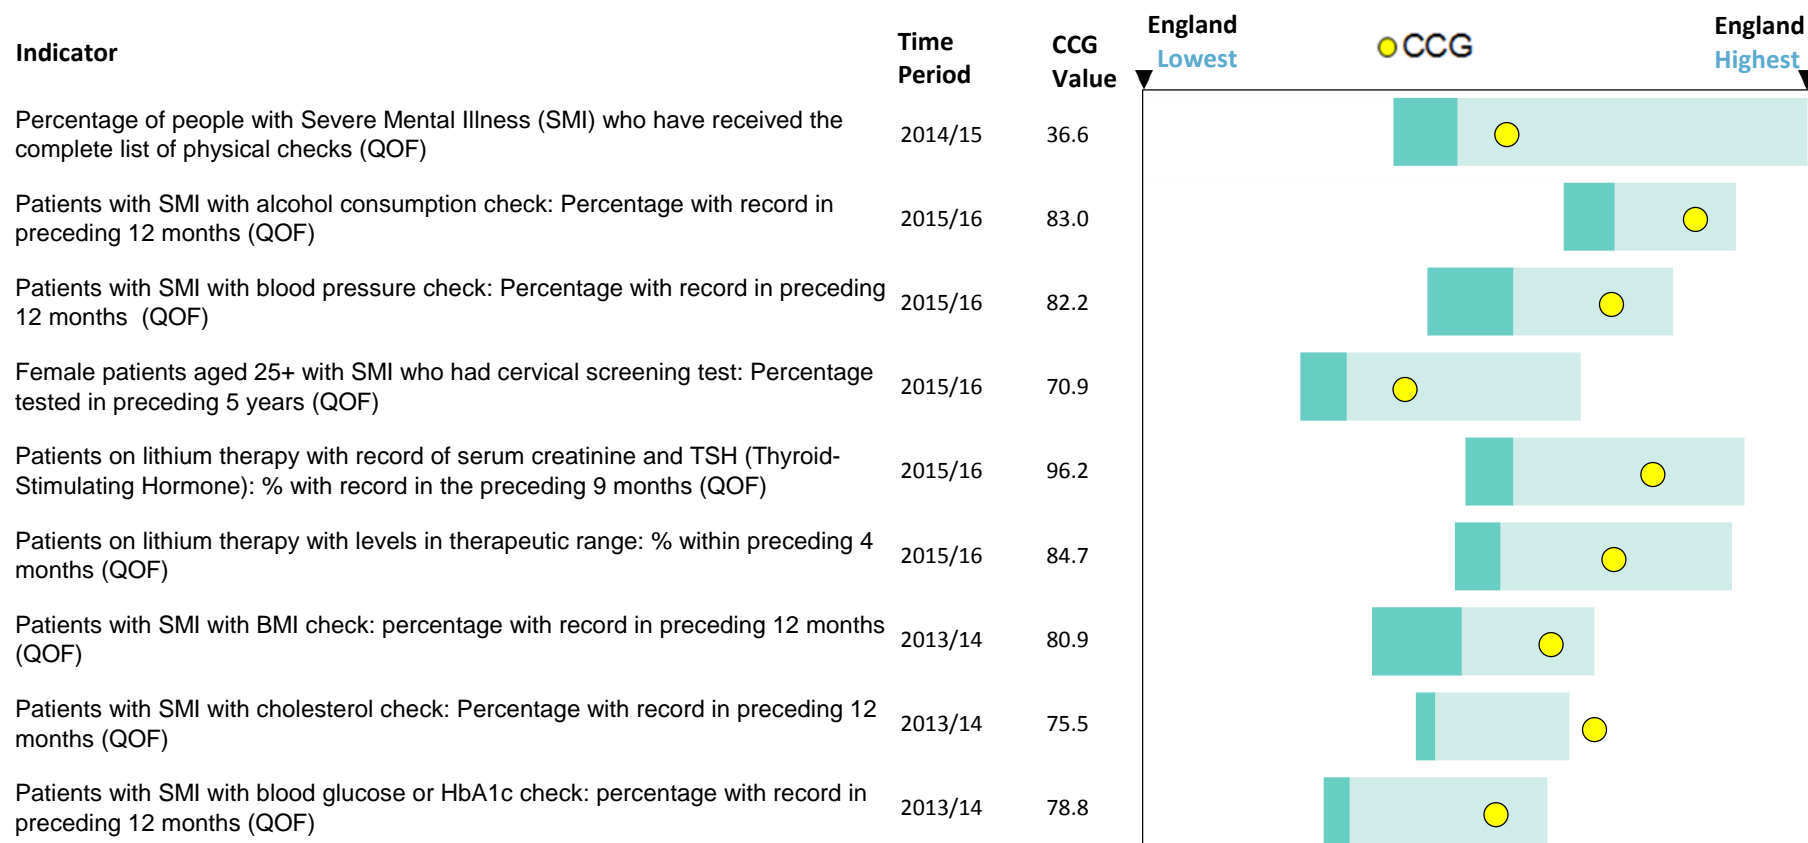 Indicator
Time
Period
CCG
Value
England
Lowest
CCG
England
Highest
Percentage of people with Severe Mental Illness (SMI) who have received the
complete list of physical checks (QOF)
2014/15
36.6
Patients with SMI with alcohol consumption check: Percentage with record in
preceding 12 months (QOF)
2015/16
83.0
Patients with SMI with blood pressure check: Percentage with record in preceding
12 months  (QOF)
2015/16
82.2
Female patients aged 25+ with SMI who had cervical screening test: Percentage
tested in preceding 5 years (QOF)
2015/16
70.9
Patients on lithium therapy with record of serum creatinine and TSH (Thyroid-
Stimulating Hormone): % with record in the preceding 9 months (QOF)
2015/16
96.2
Patients on lithium therapy with levels in therapeutic range: % within preceding 4
months (QOF)
2015/16
84.7
Patients with SMI with BMI check: percentage with record in preceding 12 months
(QOF)
2013/14
80.9
Patients with SMI with cholesterol check: Percentage with record in preceding 12
months (QOF)
2013/14
75.5
Patients with SMI with blood glucose or HbA1c check: percentage with record in
preceding 12 months (QOF)
2013/14
78.8